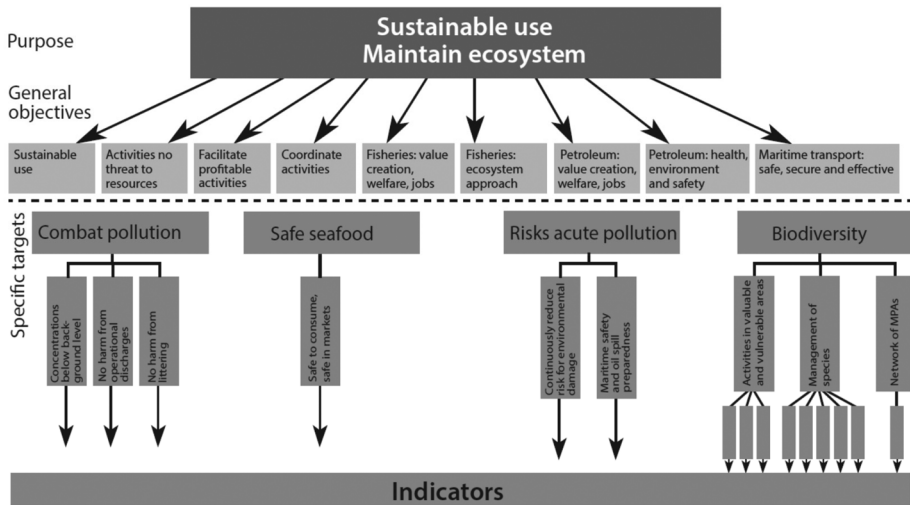 Purpose
Sustainable use
Maintain ecosystem
General
objectives
Sustainable
use
Activities no
threat to
resources
Facilitate
profitable
activities
Coordinate
activities
Fisheries: value
creation,
welfare, jobs
Fisheries:
ecosystem
approach
Petroleum:
value creation,
welfare, jobs
Petroleum: health,
environment
and safety
Maritime transport:
safe, secure and effective
Specific targets
Combat pollution
Safe seafood
Risks acute pollution
Biodiversity
Concentrations
below back-
ground level
No harm from
operational
discharges
No harm from
littering
Safe to consume,
safe in markets
Continuously reduce
risk for environmental
damage
Maritime safety
and oil spill
preparedness
Activities in valuable
and vulnerable areas
Management of
species
Network of MPAs
Indicators